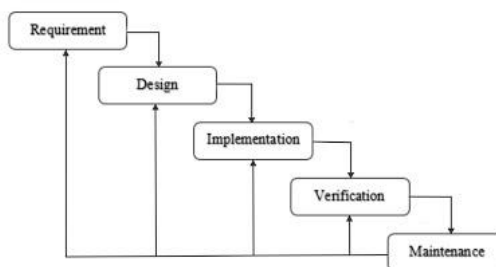 Requirement
Design
Implementation
Verification
Maintenance